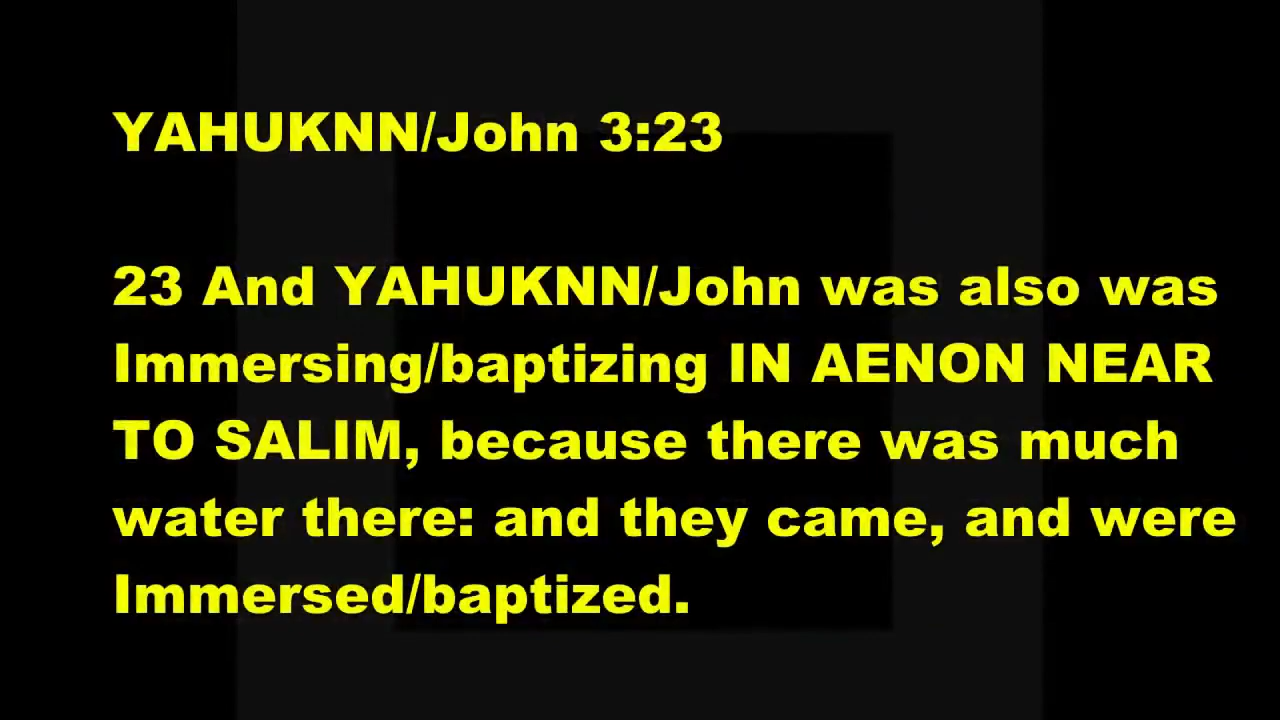 YAHUKNN/John 3:23
23 And YAHUKNN/John was also was
Immersing/baptizing IN AENON NEAR
TO SALIM, because there was much
water there: and they came, and were
Immersed/baptized.